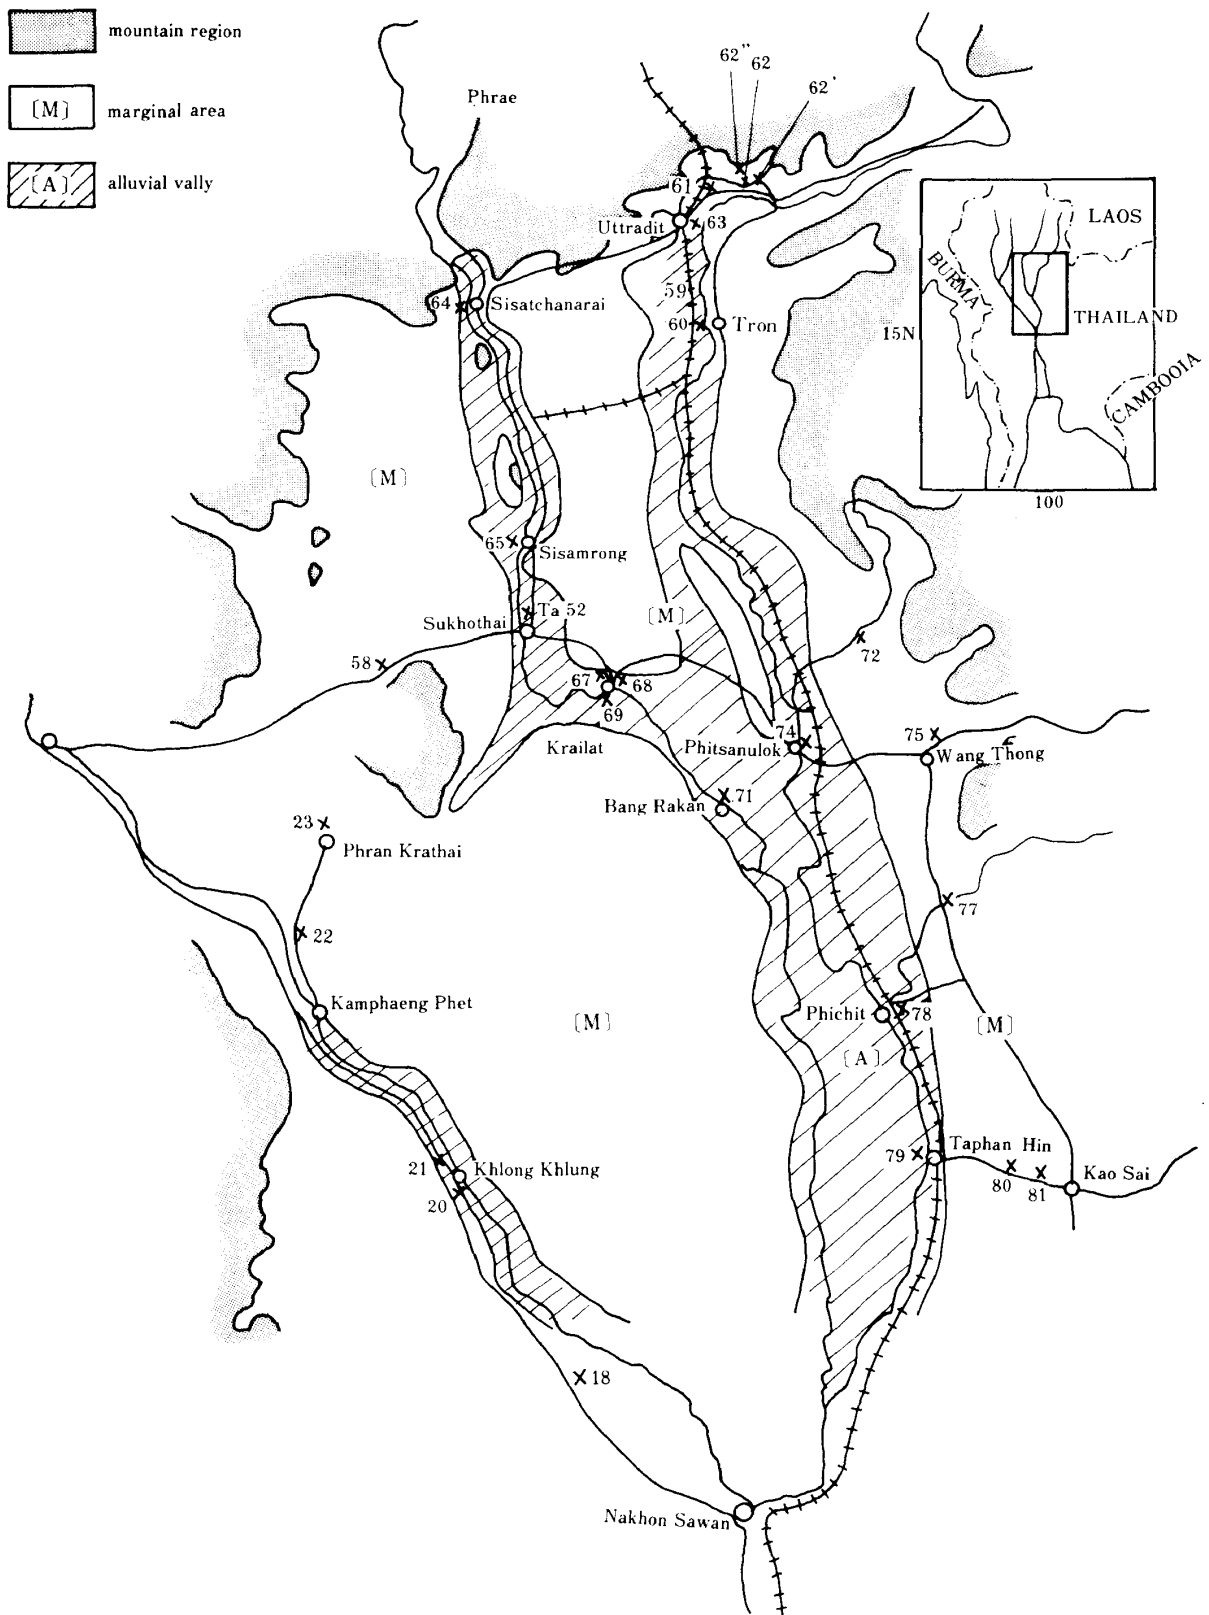 mountain region
[M] marginal area
[A] alluvial vally
62" 62
62'
Phrae
61
Uttradit
63
LAOS
BURMA
THAILAND
15N
CAMBOOIA
100
64
Sisatchanarai
59
60
Tron
[M]
65
Sisamrong
Ta 52
[M]
Sukhothai
58
72
67
68
69
Krailat
74
Phitsanulok
75
Wang Thong
71
Bang Rakan
23
Phran Krathai
77
22
Kamphaeng Phet
[M]
Phichit
78
[M]
[A]
79
Taphan Hin
21
Khlong Khlung
80
81
Kao Sai
20
18
Nakhon Sawan